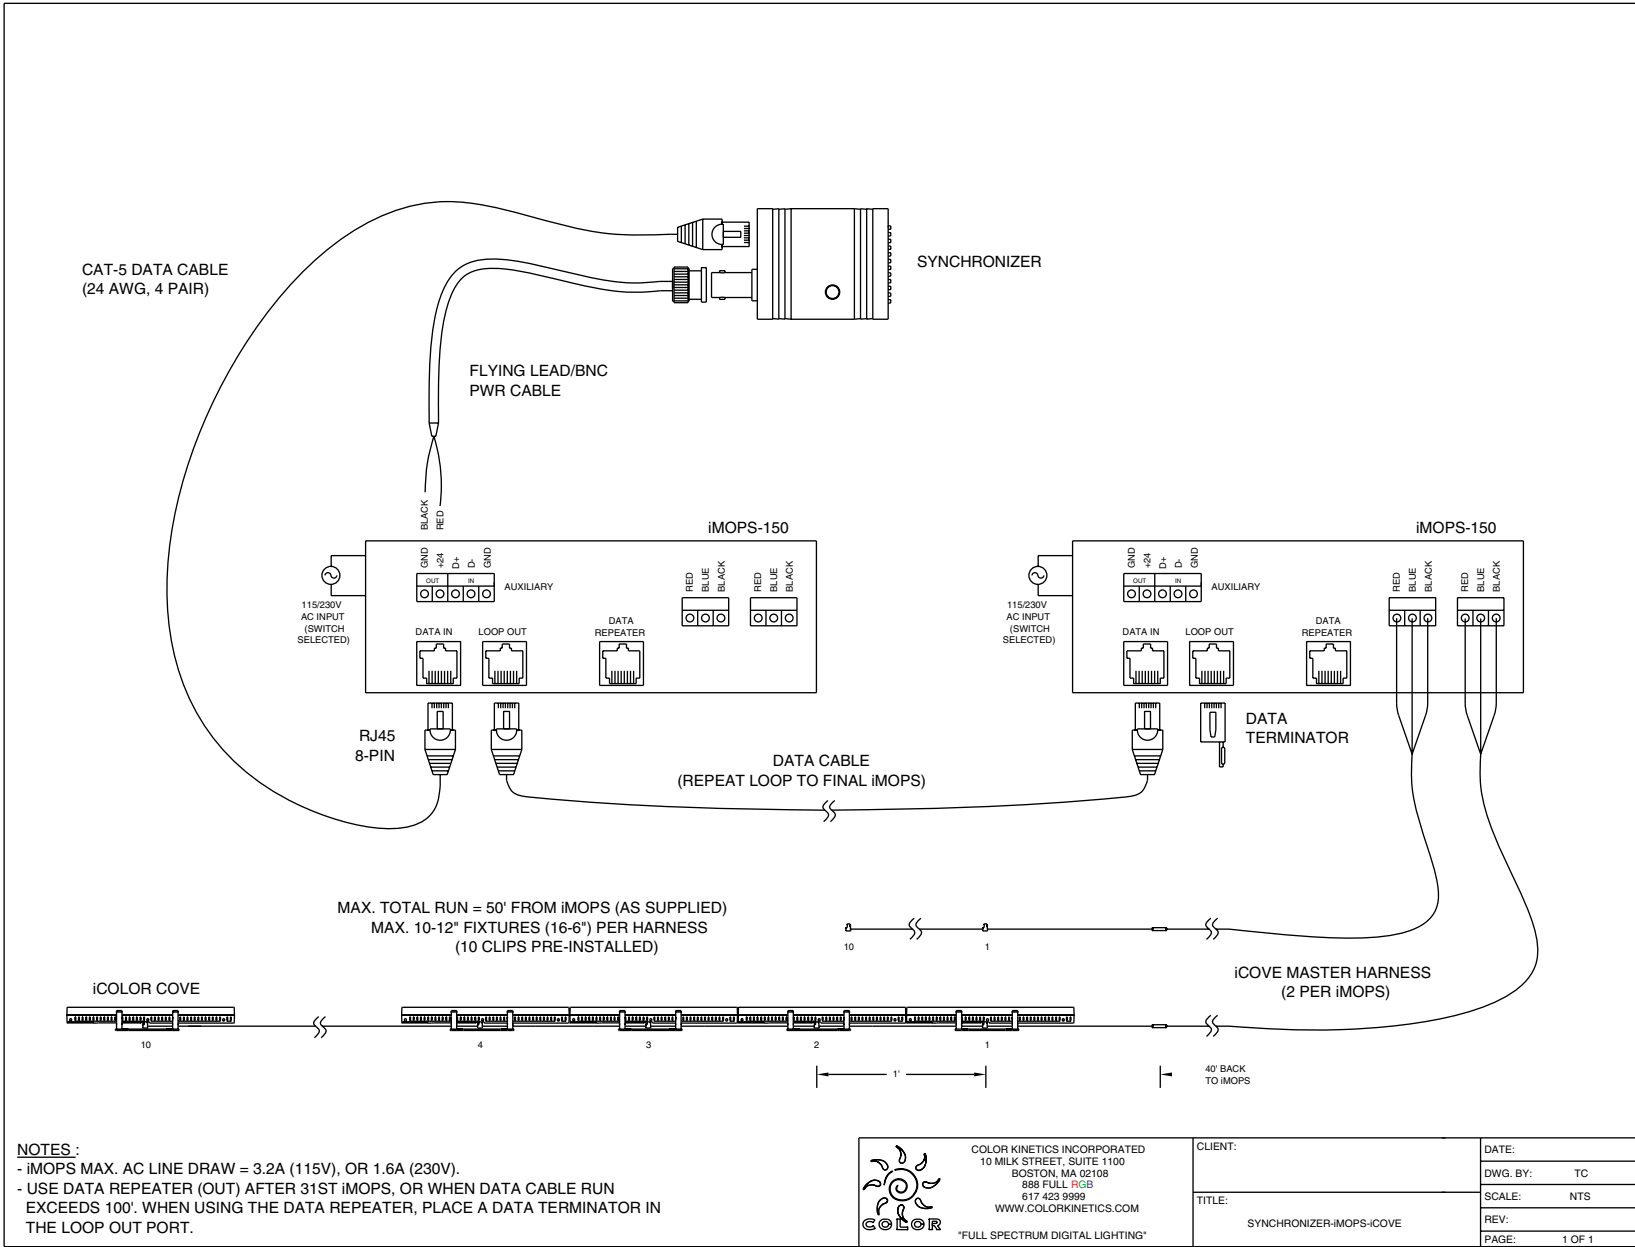 SYNCHRONIZER
CAT-5 DATA CABLE
(24 AWG, 4 PAIR)
FLYING LEAD/BNC
PWR CABLE
BLACK
RED
iMOPS-150
GND
+24
D+
D-
GND
OUT
IN
AUXILIARY
RED
BLUE
BLACK
RED
BLUE
BLACK
115/230V
AC INPUT
(SWITCH
SELECTED)
DATA IN
LOOP OUT
DATA
REPEATER
iMOPS-150
GND
+24
D+
D-
GND
OUT
IN
AUXILIARY
RED
BLUE
BLACK
RED
BLUE
BLACK
115/230V
AC INPUT
(SWITCH
SELECTED)
DATA IN
LOOP OUT
DATA
REPEATER
RJ45
8-PIN
DATA CABLE
(REPEAT LOOP TO FINAL iMOPS)
DATA
TERMINATOR
MAX. TOTAL RUN = 50' FROM iMOPS (AS SUPPLIED)
MAX. 10-12" FIXTURES (16-6") PER HARNESS
(10 CLIPS PRE-INSTALLED)
10
1
iCOVE MASTER HARNESS
(2 PER iMOPS)
iCOLOR COVE
10
4
3
2
1
1'
40' BACK
TO iMOPS
NOTES :
- iMOPS MAX. AC LINE DRAW = 3.2A (115V), OR 1.6A (230V).
- USE DATA REPEATER (OUT) AFTER 31ST iMOPS, OR WHEN DATA CABLE RUN
EXCEEDS 100'. WHEN USING THE DATA REPEATER, PLACE A DATA TERMINATOR IN
THE LOOP OUT PORT.
COLOR
COLOR KINETICS INCORPORATED
10 MILK STREET, SUITE 1100
BOSTON, MA 02108
888 FULL RGB
617 423 9999
WWW.COLORKINETICS.COM
"FULL SPECTRUM DIGITAL LIGHTING"
CLIENT:
TITLE:
SYNCHRONIZER-iMOPS-iCOVE
DATE:
DWG. BY: TC
SCALE: NTS
REV:
PAGE: 1 OF 1